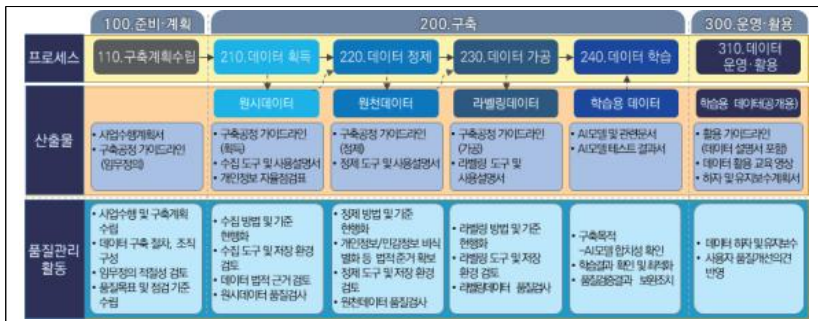 100.준비·계획
200.구축
300.운영·활용
프로세스
110.구축계획수립
210.데이터 획득
220.데이터 정제
230.데이터 가공
240.데이터 학습
310.데이터
운영·활용
원시데이터
원천데이터
라벨링데이터
학습용 데이터
학습용 데이터(공개용)
산출물
• 사업수행계획서
• 구축공정 가이드라인
(임무정의)
• 구축공정 가이드라인
(획득)
• 수집 도구 및 사용설명서
• 개인정보 자율점검표
• 구축공정 가이드라인
(정제)
• 정제 도구 및 사용설명서
• 구축공정 가이드라인
(가공)
• 라벨링 도구 및
사용설명서
• AI모델 및 관련문서
• AI모델 테스트 결과서
• 활용 가이드라인
(데이터 설명서 포함)
• 데이터 활용 교육 영상
• 하자 및 유지보수계획서
품질관리
활동
• 사업수행 및 구축계획
수립
• 데이터 구축 절차, 조직
구성
• 임무정의 적절성 검토
• 품질목표 및 점검 기준
수립
• 수집 방법 및 기준
현행화
• 수집 도구 및 저장 환경
검토
• 데이터 법적 근거 검토
• 원시데이터 품질검사
• 정제 방법 및 기준
현행화
• 개인정보/민감정보 비식
별화 등 법적 준거 확보
• 정제 도구 및 저장 환경
검토
• 원천데이터 품질검사
• 라벨링 방법 및 기준
현행화
• 라벨링 도구 및 저장
환경 검토
• 라벨링데이터 품질검사
• 구축목적
-AI모델 합치성 확인
• 학습결과 확인 및 최적화
• 품질검증결과 보완조치
• 데이터 하자 및 유지보수
• 사용자 품질개선의견
반영